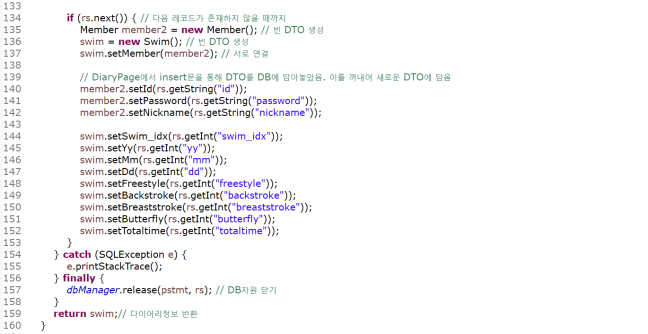 133
134 if (rs.next()) { // 다음 레코드가 존재하지 않을 때까지
135 Member member2 = new Member(); // 빈 DTO 생성
136 swim = new Swim(); // 빈 DTO 생성
137 swim.setMember(member2); // 서로 연결
138
139 // DiaryPage에서 insert문을 통해 DTO를 DB에 담아놓았음. 이를 꺼내어 새로운 DTO에 담음
140 member2.setId(rs.getString("id"));
141 member2.setPassword(rs.getString("password"));
142 member2.setNickname(rs.getString("nickname"));
143
144 swim.setSwim_idx(rs.getInt("swim_idx"));
145 swim.setYy(rs.getInt("yy"));
146 swim.setMm(rs.getInt("mm"));
147 swim.setDd(rs.getInt("dd"));
148 swim.setFreestyle(rs.getInt("freestyle"));
149 swim.setBackstroke(rs.getInt("backstroke"));
150 swim.setBreaststroke(rs.getInt("breaststroke"));
151 swim.setButterfly(rs.getInt("butterfly"));
152 swim.setTotaltime(rs.getInt("totaltime"));
153 }
154 } catch (SQLException e) {
155 e.printStackTrace();
156 } finally {
157 dbManager.release(pstmt, rs); // DB자원 닫기
158 }
159 return swim;// 다이어리정보 반환
160 }